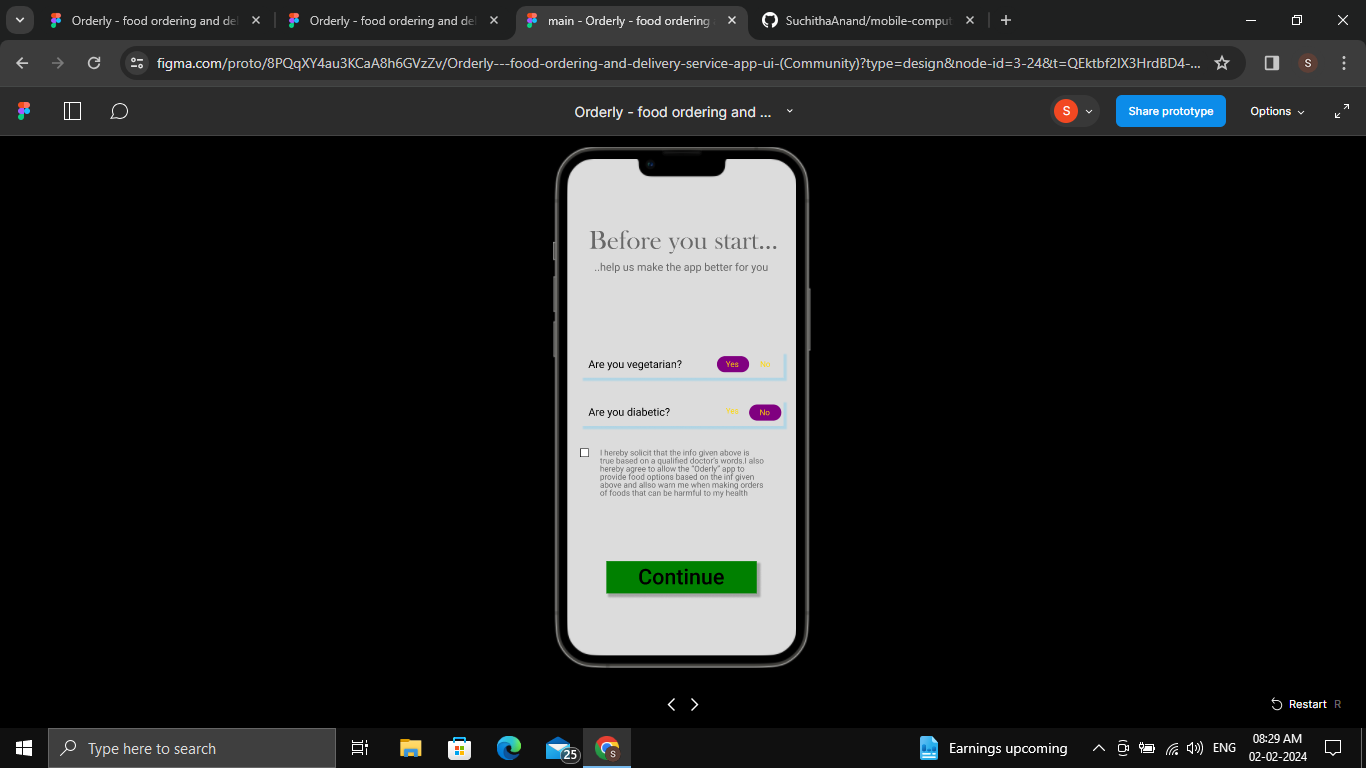 Orderly - food ordering and del
Orderly - food ordering and del
main - Orderly - food ordering
SuchithaAnand/mobile-comput
figma.com/proto/8PQqXY4au3KCaA8h6GVzZv/Orderly---food-ordering-and-delivery-service-app-ui-(Community)?type=design&node-id=3-24&t=QEktbf2IX3HrdBD4-...
S
Orderly - food ordering and ...
S
Share prototype
Options
Before you start...
..help us make the app better for you
Are you vegetarian?
Yes
No
Are you diabetic?
Yes
No
I hereby solicit that the info given above is
true based on a qualified doctor's words.I also
hereby agree to allow the "Oderly" app to
provide food options based on the inf given
above and allso warn me when making orders
of foods that can be harmful to my health
Continue
Restart R
Type here to search
25
S
Earnings upcoming
ENG
08:29 AM
02-02-2024